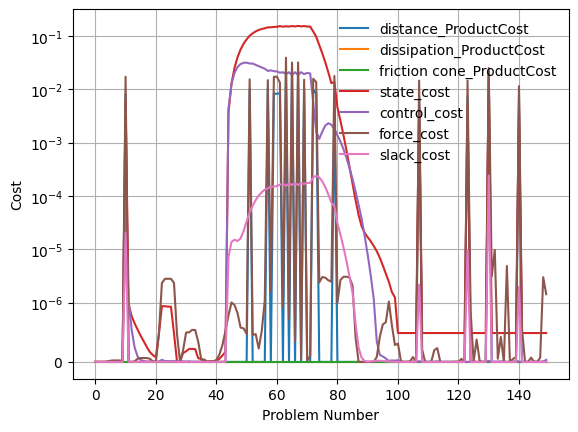 distance_ProductCost
dissipation_ProductCost
friction cone_ProductCost
state_cost
control_cost
force_cost
slack_cost
10⁻¹
10⁻²
10⁻³
10⁻⁴
10⁻⁵
10⁻⁶
0
Cost
0 20 40 60 80 100 120 140
Problem Number